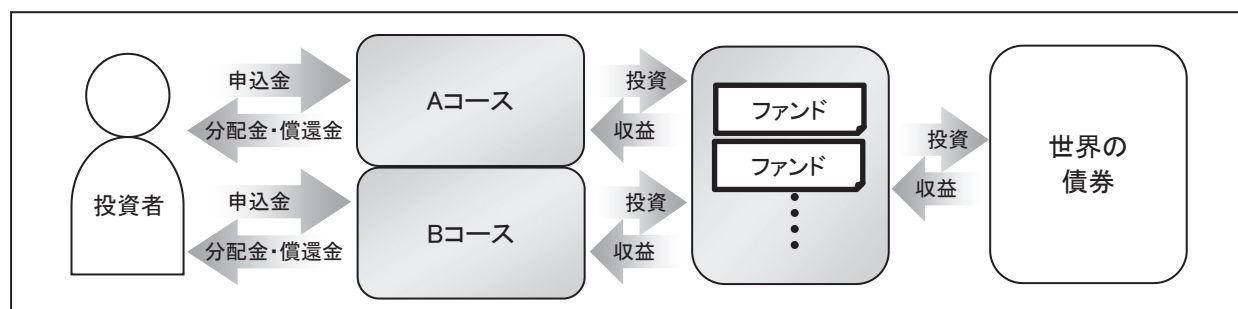 投資者
申込金
分配金・償還金
申込金
分配金・償還金
Aコース
Bコース
投資
収益
投資
収益
ファンド
ファンド
投資
収益
世界の
債券